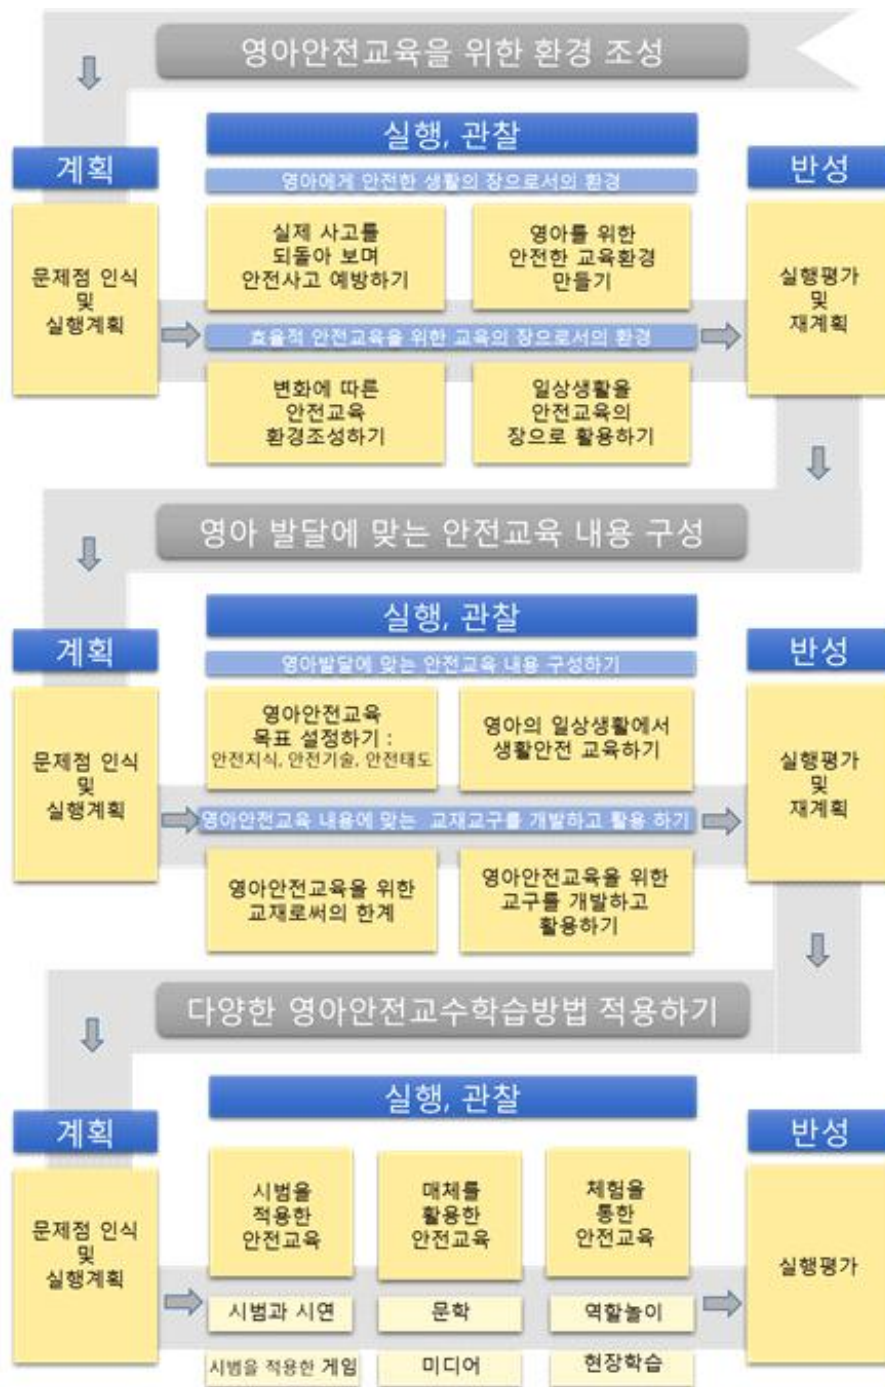 영아안전교육을 위한 환경 조성
계획
문제점 인식
및
실행계획
실행, 관찰
영아에게 안전한 생활의 장으로서의 환경
실제 사고를
되돌아 보며
안전사고 예방하기
영아를 위한
안전한 교육환경
만들기
효율적 안전교육을 위한 교육의 장으로서의 환경
변화에 따른
안전교육
환경조성하기
일상생활을
안전교육의
장으로 활용하기
반성
실행평가
및
재계획
영아 발달에 맞는 안전교육 내용 구성
계획
문제점 인식
및
실행계획
실행, 관찰
영아발달에 맞는 안전교육 내용 구성하기
영아안전교육
목표 설정하기 :
안전지식, 안전기술, 안전태도
영아의 일상생활에서
생활안전 교육하기
영아안전교육 내용에 맞는 교재교구를 개발하고 활용 하기
영아안전교육을 위한
교재로써의 한계
영아안전교육을 위한
교구를 개발하고
활용하기
반성
실행평가
및
재계획
다양한 영아안전교수학습방법 적용하기
계획
문제점 인식
및
실행계획
실행, 관찰
시범을
적용한
안전교육
매체를
활용한
안전교육
체험을
통한
안전교육
시범과 시연
문학
역할놀이
시범을 적용한 게임
미디어
현장학습
반성
실행평가